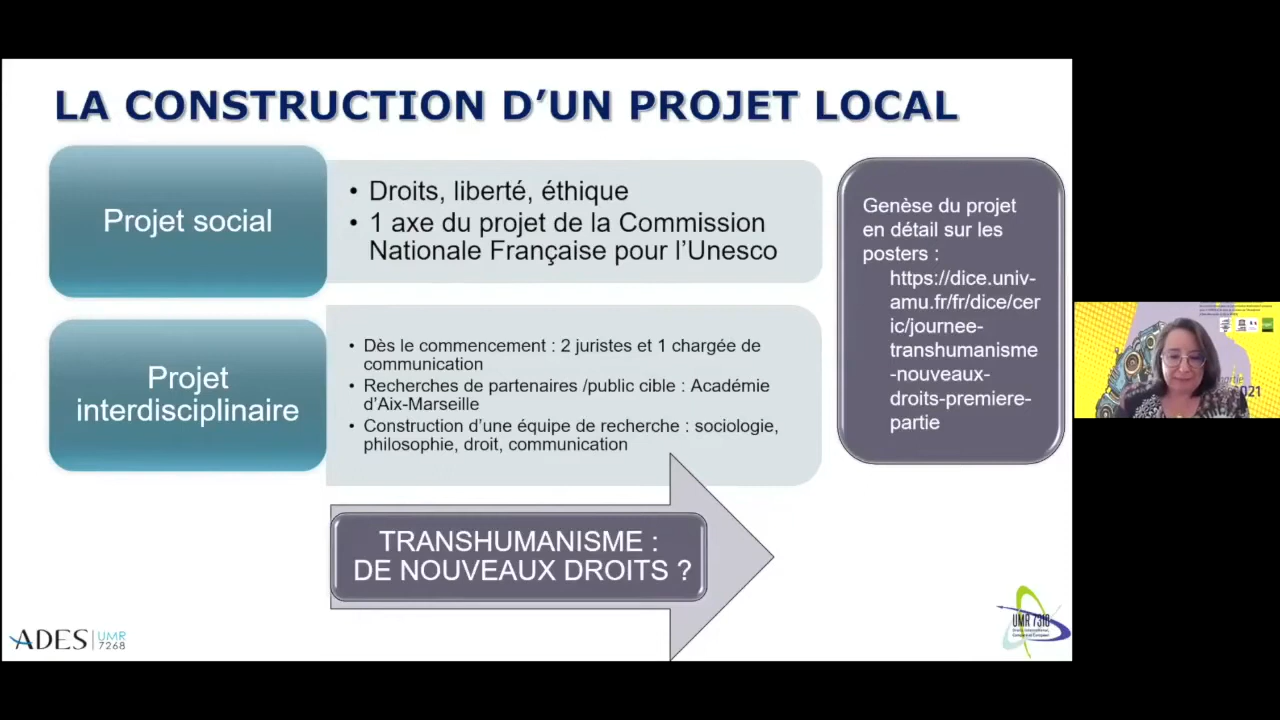 LA CONSTRUCTION D'UN PROJET LOCAL
Projet social
• Droits, liberté, éthique
• 1 axe du projet de la Commission
Nationale Française pour l'Unesco
Projet
interdisciplinaire
• Dès le commencement : 2 juristes et 1 chargée de
communication
• Recherches de partenaires /public cible : Académie
d'Aix-Marseille
• Construction d'une équipe de recherche : sociologie,
philosophie, droit, communication
Genèse du projet
en détail sur les
posters :
https://dice.univ-
amu.fr/fr/dice/cer
ic/journee-
transhumanisme
-nouveaux-
droits-premiere-
partie
TRANSHUMANISME :
DE NOUVEAUX DROITS ?
ADES UMR
7268
UMR 7318